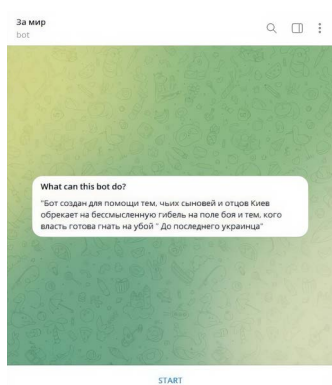 За мир
bot
What can this bot do?
"Бот создан для помощи тем, чьих сыновей и отцов Киев
обрекает на бессмысленную гибель на поле боя и тем, кого
власть готова гнать на убой " До последнего украинца"
START